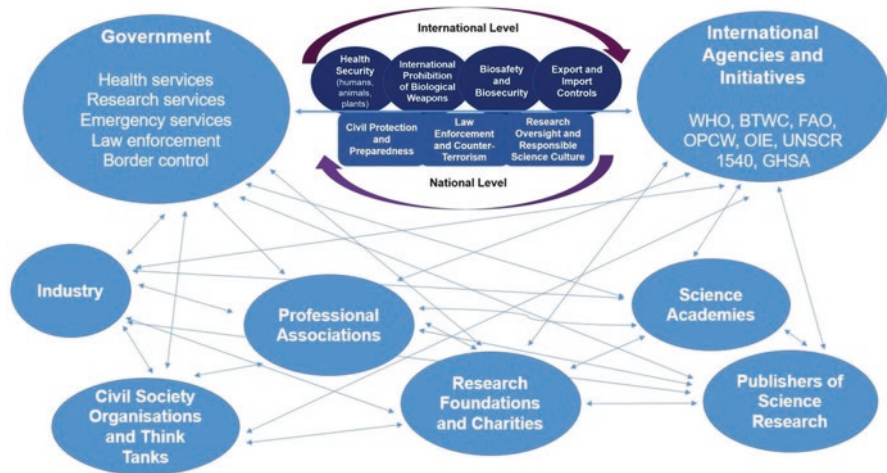 Government
Health services
Research services
Emergency services
Law enforcement
Border control
International Level
Health
Security
(humans,
animals,
plants)
International
Prohibition
of Biological
Weapons
Biosafety
and
Biosecurity
Export and
Import
Controls
Civil Protection
and
Preparedness
Law
Enforcement
and Counter-
Terrorism
Research
Oversight and
Responsible
Science Culture
National Level
International
Agencies and
Initiatives
WHO, BTWC, FAO,
OPCW, OIE, UNSCR
1540, GHSA
Industry
Professional
Associations
Science
Academies
Civil Society
Organisations
and Think
Tanks
Research
Foundations
and Charities
Publishers of
Science
Research